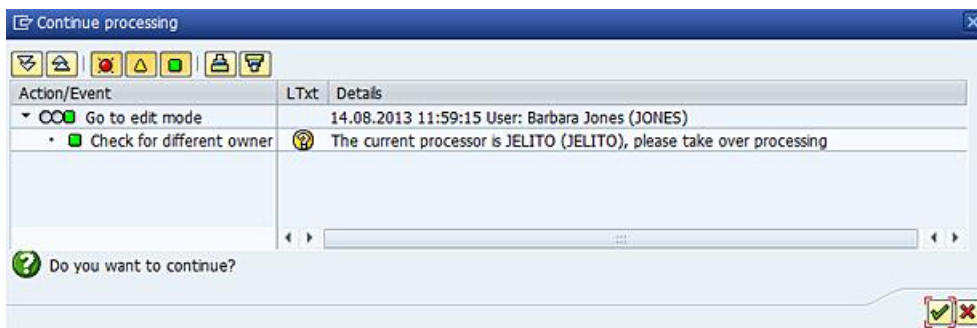 Continue processing
Action/Event LTxt Details
Go to edit mode 14.08.2013 11:59:15 User: Barbara Jones (JONES)
Check for different owner The current processor is JELITO (JELITO), please take over processing
Do you want to continue?